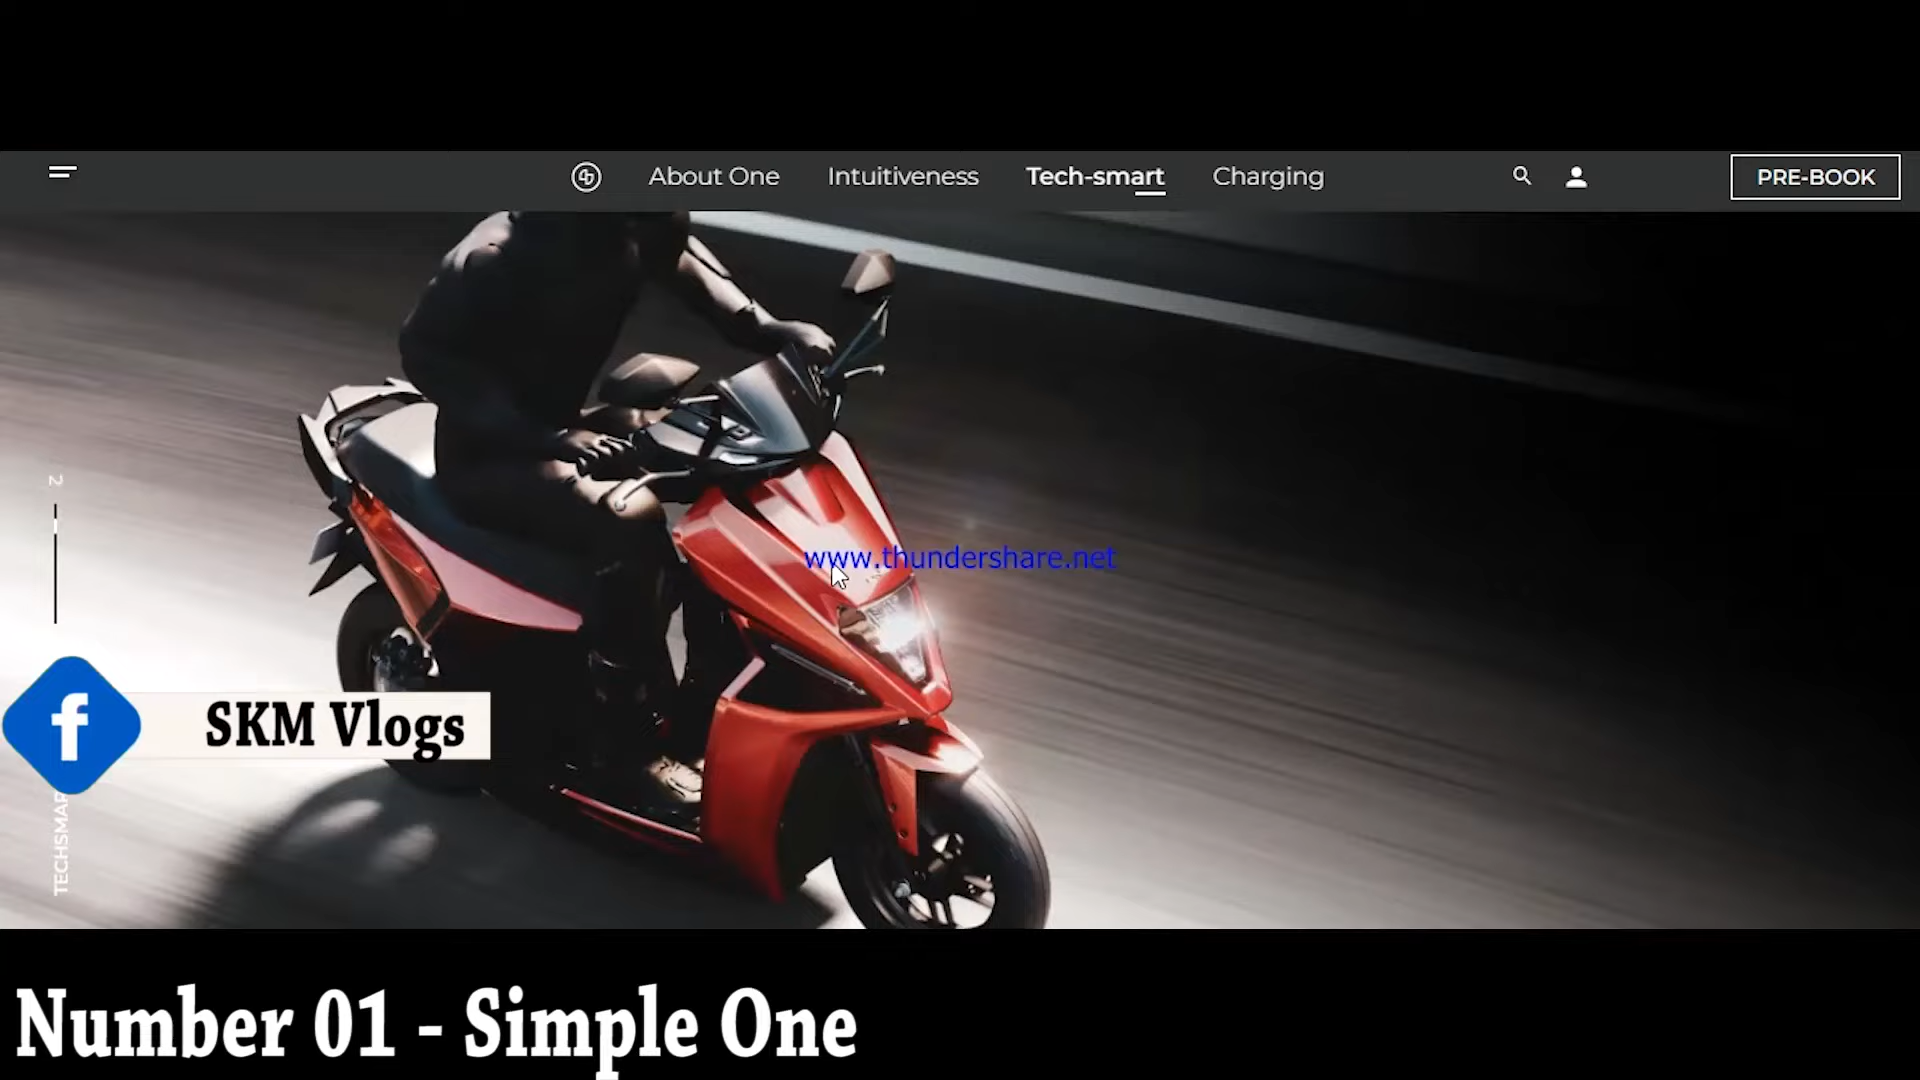 About One
Intuitiveness
Tech-smart
Charging
PRE-BOOK
2
www.thundershare.net
f
SKM Vlogs
TECHSMAR
Number 01 - Simple One